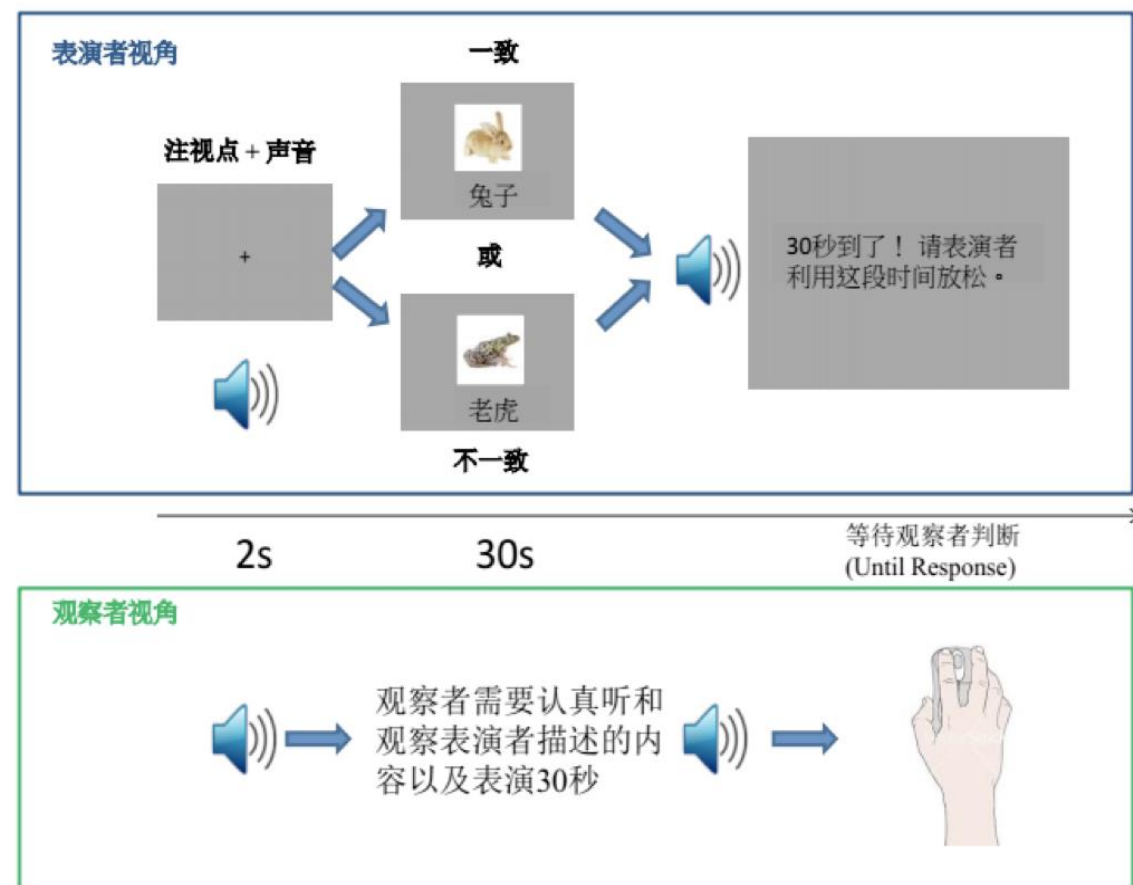 表演者视角
一致
注视点 + 声音
+
兔子
或
老虎
不一致
30秒到了！ 请表演者
利用这段时间放松。
2s
30s
等待观察者判断
(Until Response)
观察者视角
观察者需要认真听和
观察表演者描述的内
容以及表演30秒